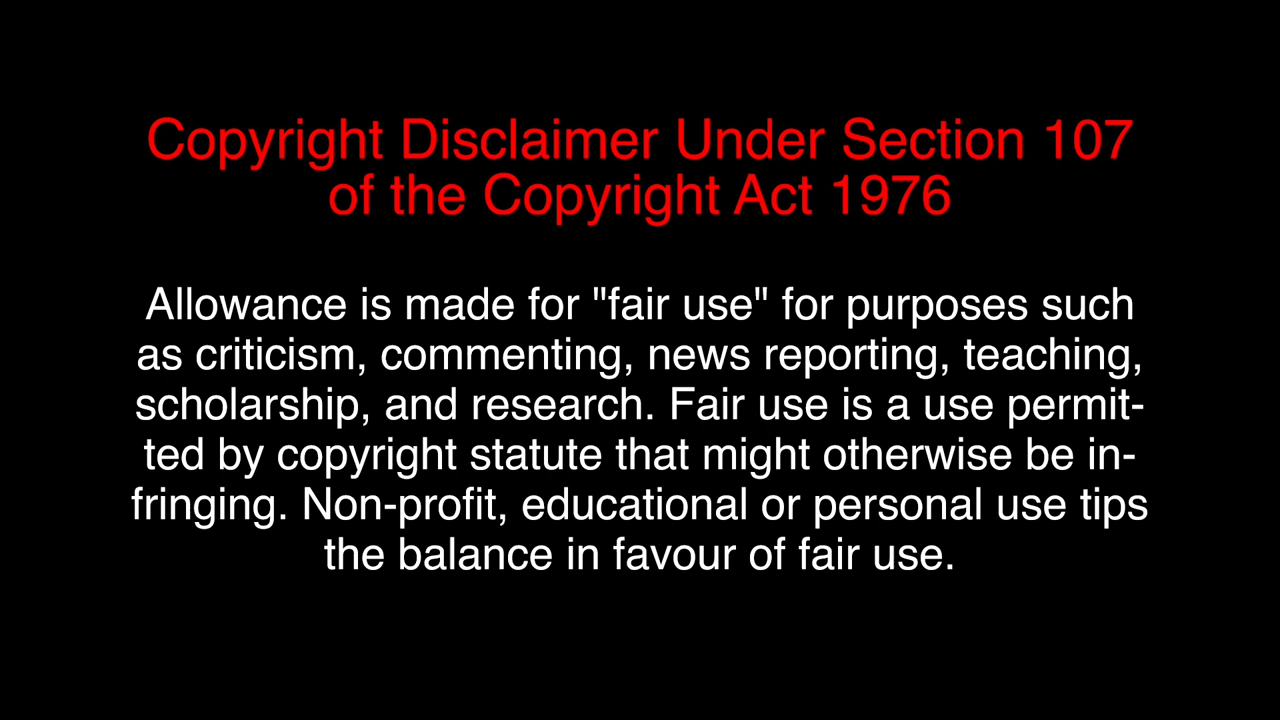 Copyright Disclaimer Under Section 107
of the Copyright Act 1976
Allowance is made for "fair use" for purposes such
as criticism, commenting, news reporting, teaching,
scholarship, and research. Fair use is a use permit-
ted by copyright statute that might otherwise be in-
fringing. Non-profit, educational or personal use tips
the balance in favour of fair use.